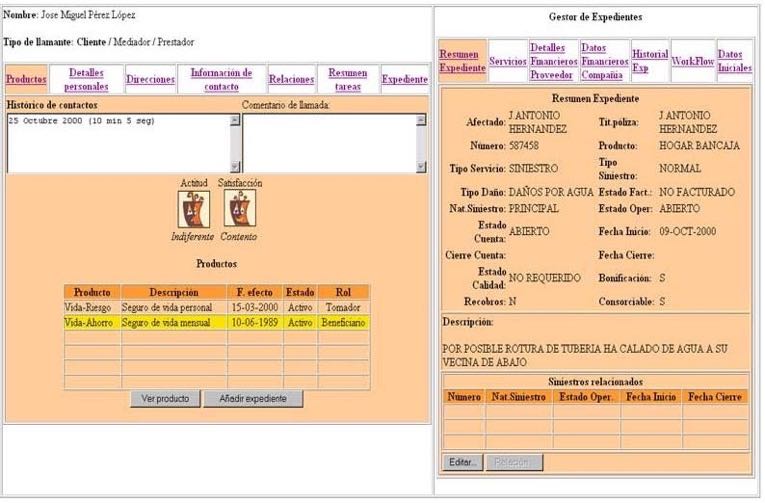 Nombre: Jose Miguel Pérez López
Tipo de llamante: Cliente / Mediador / Prestador
Productos
Detalles
personales
Direcciones
Información de
contacto
Relaciones
Resumen
tareas
Expediente
Histórico de contactos
Comentario de llamada:
25 Octubre 2000 (10 min 5 seg)
Actitud Satisfacción
Indiferente Contento
Productos
Producto Descripción F. efecto Estado Rol
Vida-Riesgo Seguro de vida personal 15-03-2000 Activo Tomador
Vida-Ahorro Seguro de vida mensual 10-06-1989 Activo Beneficiario
Ver producto Añadir expediente
Gestor de Expedientes
Resumen
Expediente
Servicios
Detalles
Financieros
Proveedor
Datos
Financieros
Compañia
Historial
Exp
WorkFlow
Datos
Iniciales
Resumen Expediente
Afectado: J.ANTONIO
HERNANDEZ
Tit.póliza: J.ANTONIO
HERNANDEZ
Número: 587458 Producto: HOGAR BANCAJA
Tipo Servicio: SINIESTRO Tipo
Siniestro: NORMAL
Tipo Daño: DAÑOS POR AGUA Estado Fact.: NO FACTURADO
Nat.Siniestro: PRINCIPAL Estado Oper: ABIERTO
Estado
Cuenta: ABIERTO Fecha Inicio: 09-OCT-2000
Cierre Cuenta: Fecha Cierre:
Estado
Calidad: NO REQUERIDO Bonificación: S
Recobros: N Consorciable: S
Descripción:
POR POSIBLE ROTURA DE TUBERIA HA CALADO DE AGUA A SU
VECINA DE ABAJO
Siniestros relacionados
Número Nat.Siniestro Estado Oper. Fecha Inicio Fecha Cierre
Editar... Relación...